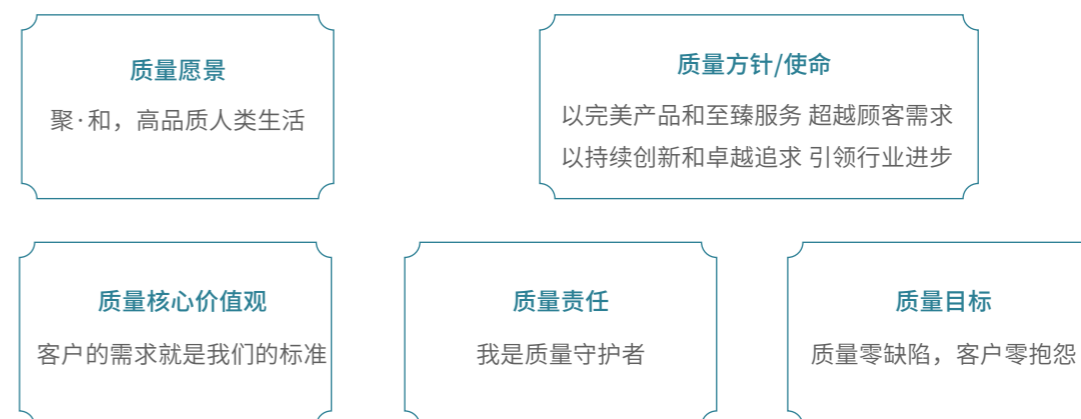 质量愿景
聚·和，高品质人类生活
质量方针/使命
以完美产品和至臻服务 超越顾客需求
以持续创新和卓越追求 引领行业进步
质量核心价值观
客户的需求就是我们的标准
质量责任
我是质量守护者
质量目标
质量零缺陷，客户零抱怨